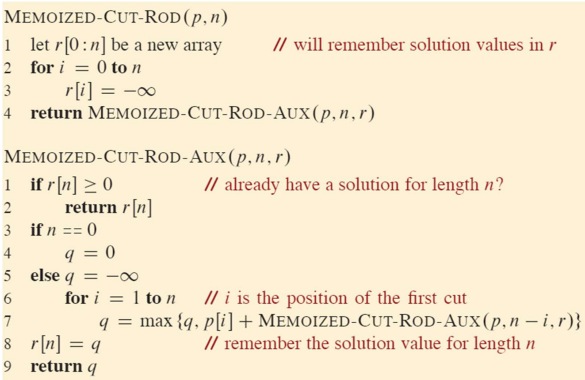 MEMOIZED-CUT-ROD(p, n)
1 let r[0:n] be a new array // will remember solution values in r
2 for i = 0 to n
3 r[i] = −∞
4 return MEMOIZED-CUT-ROD-AUX(p, n, r)
MEMOIZED-CUT-ROD-AUX(p, n, r)
1 if r[n] ≥ 0 // already have a solution for length n?
2 return r[n]
3 if n == 0
4 q = 0
5 else q = −∞
6 for i = 1 to n // i is the position of the first cut
7 q = max {q, p[i] + MEMOIZED-CUT-ROD-AUX(p, n − i, r)}
8 r[n] = q // remember the solution value for length n
9 return q